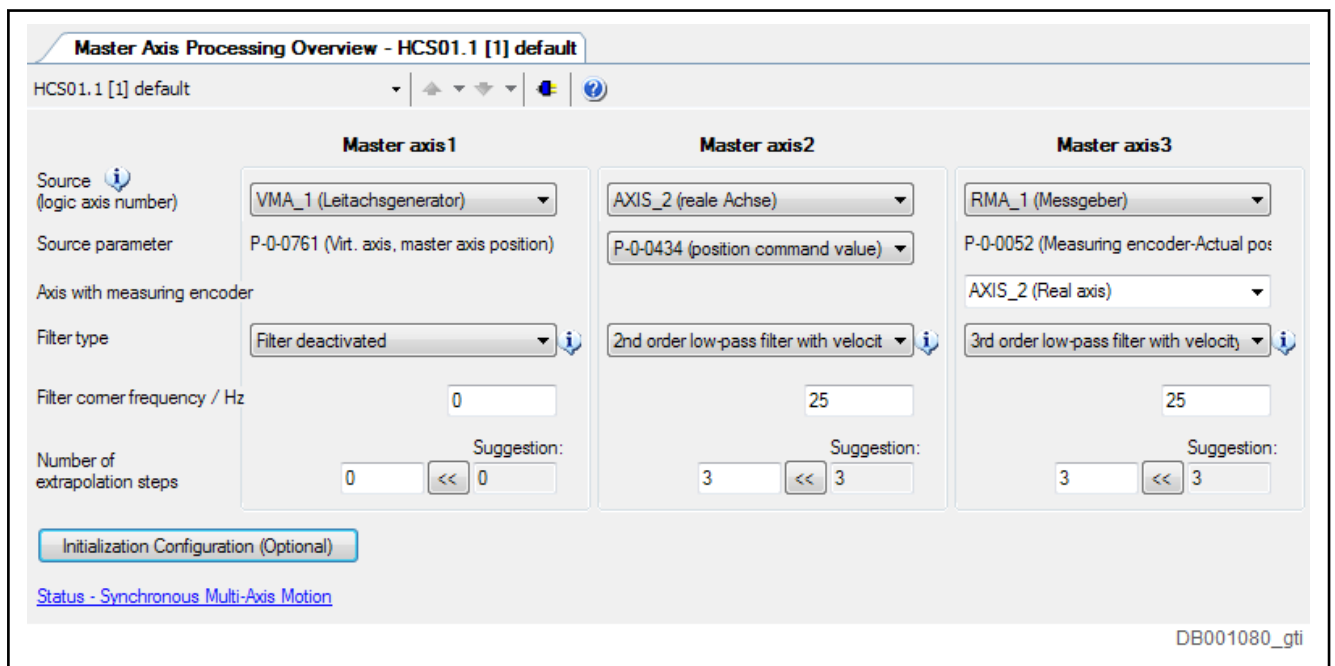 Master Axis Processing Overview - HCS01.1 [1] default
HCS01.1 [1] default
Master axis1 Master axis2 Master axis3
Source
(logic axis number) VMA_1 (Leitachsgenerator) AXIS_2 (reale Achse) RMA_1 (Messgeber)
Source parameter P-0-0761 (Virt. axis, master axis position) P-0-0434 (position command value) P-0-0052 (Measuring encoder-Actual pos
Axis with measuring encoder AXIS_2 (Real axis)
Filter type Filter deactivated 2nd order low-pass filter with velocit 3rd order low-pass filter with velocity
Filter corner frequency / Hz 0 25 25
Suggestion: Suggestion: Suggestion:
Number of
extrapolation steps 0 << 0 3 << 3 3 << 3
Initialization Configuration (Optional)
Status - Synchronous Multi-Axis Motion
DB001080_gti